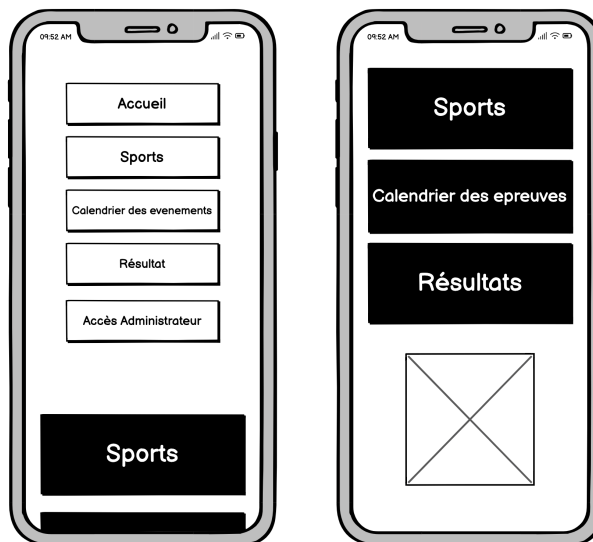 09:52 AM
Accueil
Sports
Calendrier des evenements
Résultat
Accès Administrateur
Sports
09:52 AM
Sports
Calendrier des epreuves
Résultats